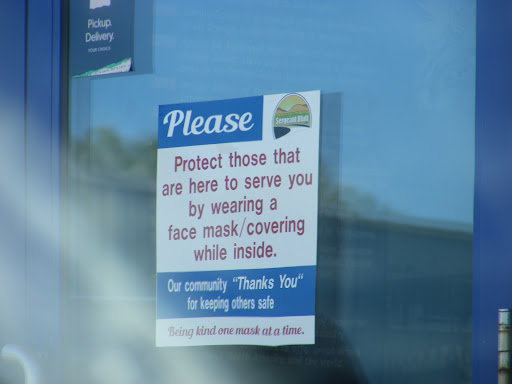 Pickup.
Delivery.
Please
Sergeant Bluff
Protect those that
are here to serve you
by wearing a
face mask/covering
while inside.
Our community "Thanks You"
for keeping others safe
Being kind one mask at a time.